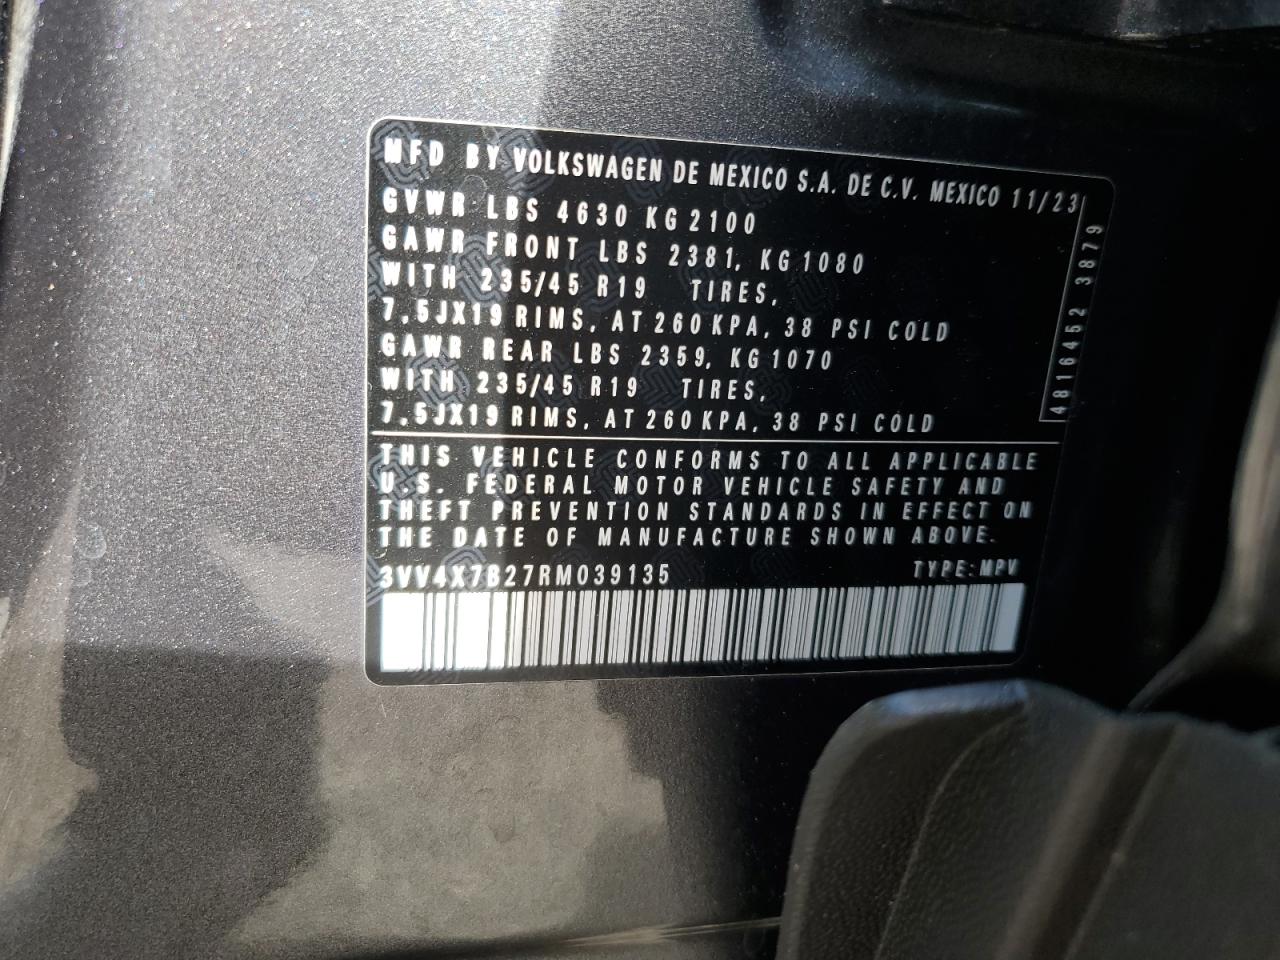 MFD BY VOLKSWAGEN DE MEXICO S.A. DE C.V. MEXICO 11/23
GVWR LBS 4630 KG 2100
GAWR FRONT LBS 2381, KG 1080
WITH 235/45 R19 TIRES,
7,5JX19 RIMS, AT 260 KPA, 38 PSI COLD
GAWR REAR LBS 2359, KG 1070
WITH 235/45 R19 TIRES,
7,5JX19 RIMS, AT 260 KPA, 38 PSI COLD
4816452 3879
THIS VEHICLE CONFORMS TO ALL APPLICABLE
U.S. FEDERAL MOTOR VEHICLE SAFETY AND
THEFT PREVENTION STANDARDS IN EFFECT ON
THE DATE OF MANUFACTURE SHOWN ABOVE.
3VV4X7B27RM039135 TYPE: MPV